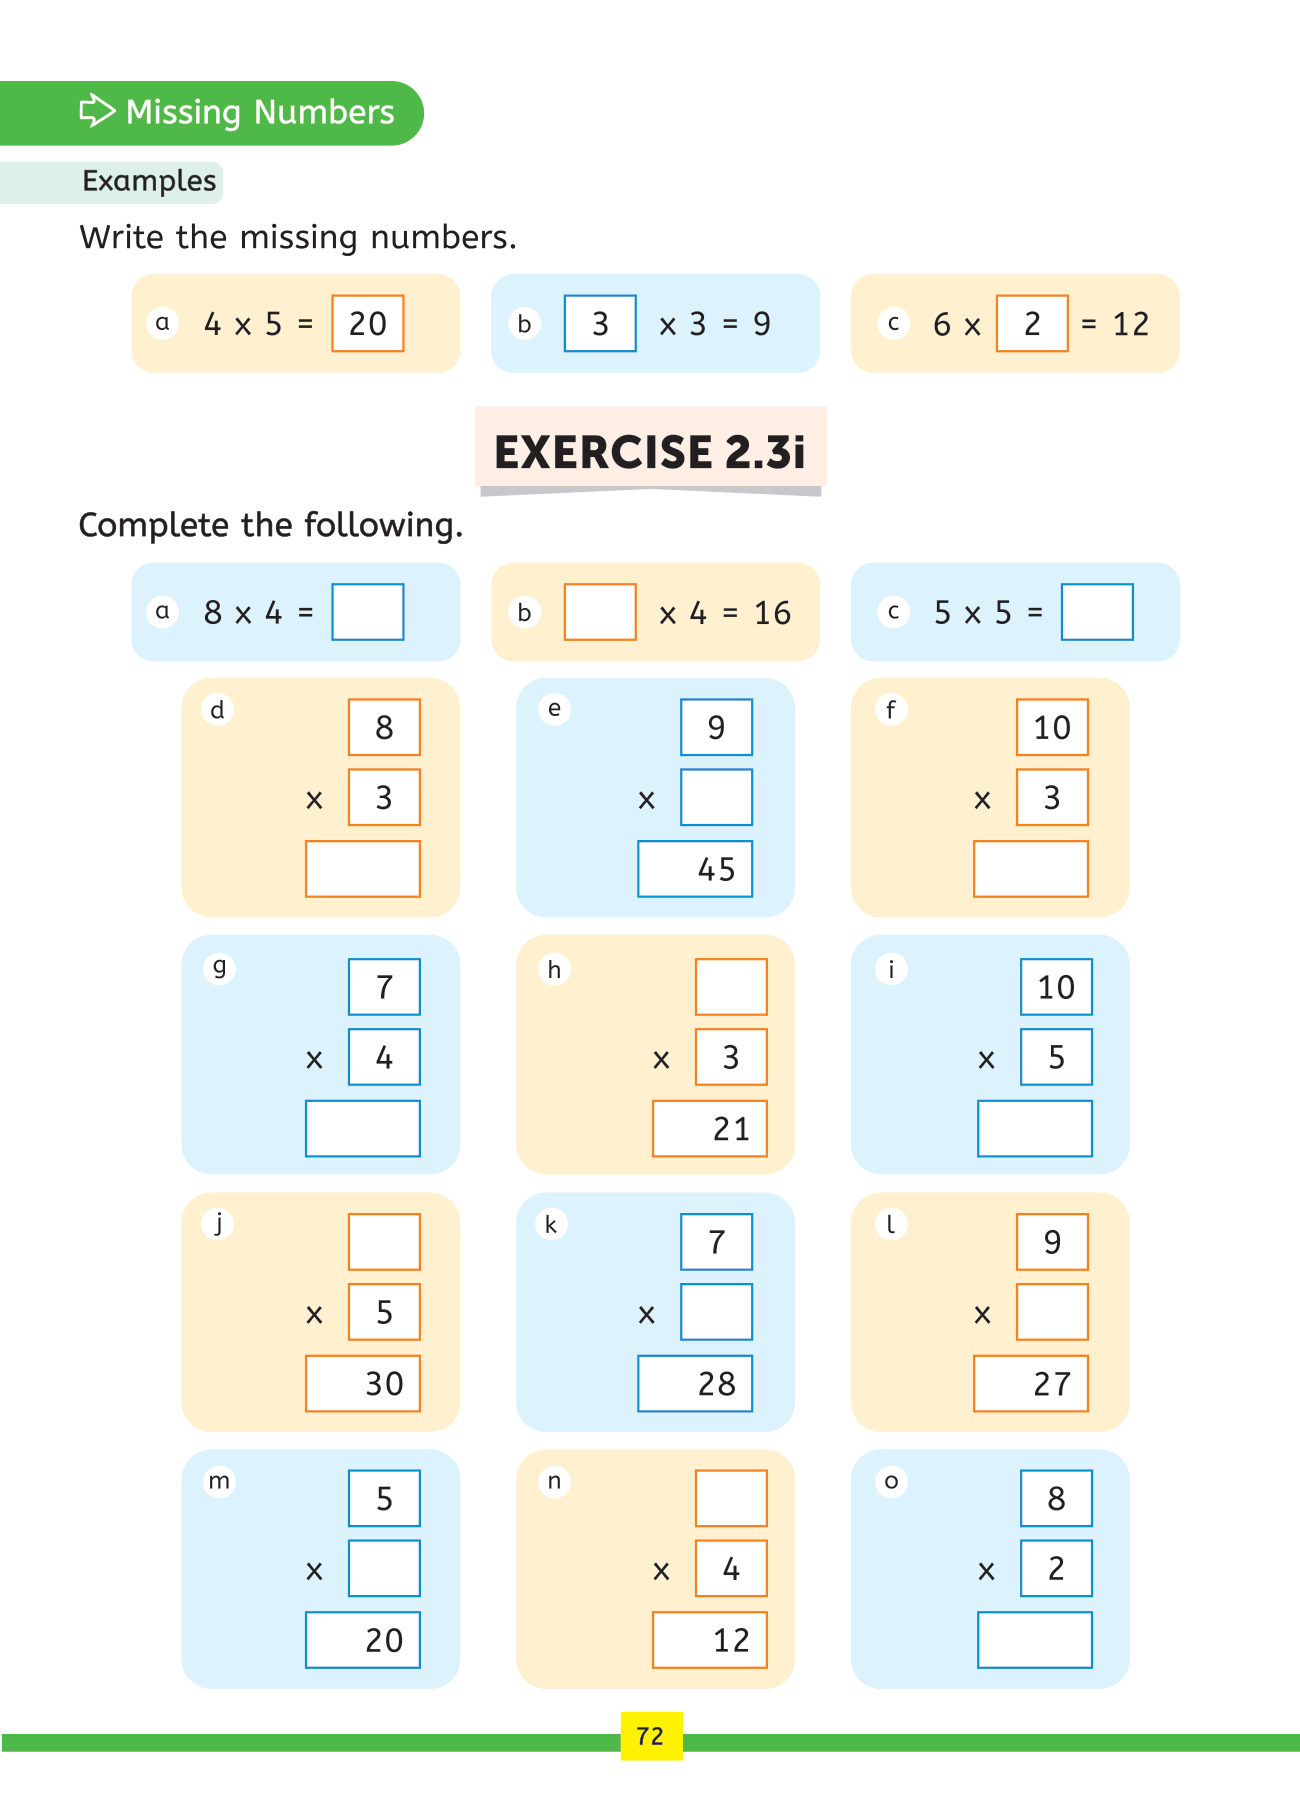 Missing Numbers
Examples
Write the missing numbers.
a 4 x 5 = 20
b 3 x 3 = 9
c 6 x 2 = 12
EXERCISE 2.3i
Complete the following.
a 8 x 4 =
b x 4 = 16
c 5 x 5 =
d
8
x 3
e
9
x
45
f
10
x 3
g
7
x 4
h
x 3
21
i
10
x 5
j
x 5
30
k
7
x
28
l
9
x
27
m
5
x
20
n
x 4
12
o
8
x 2
72